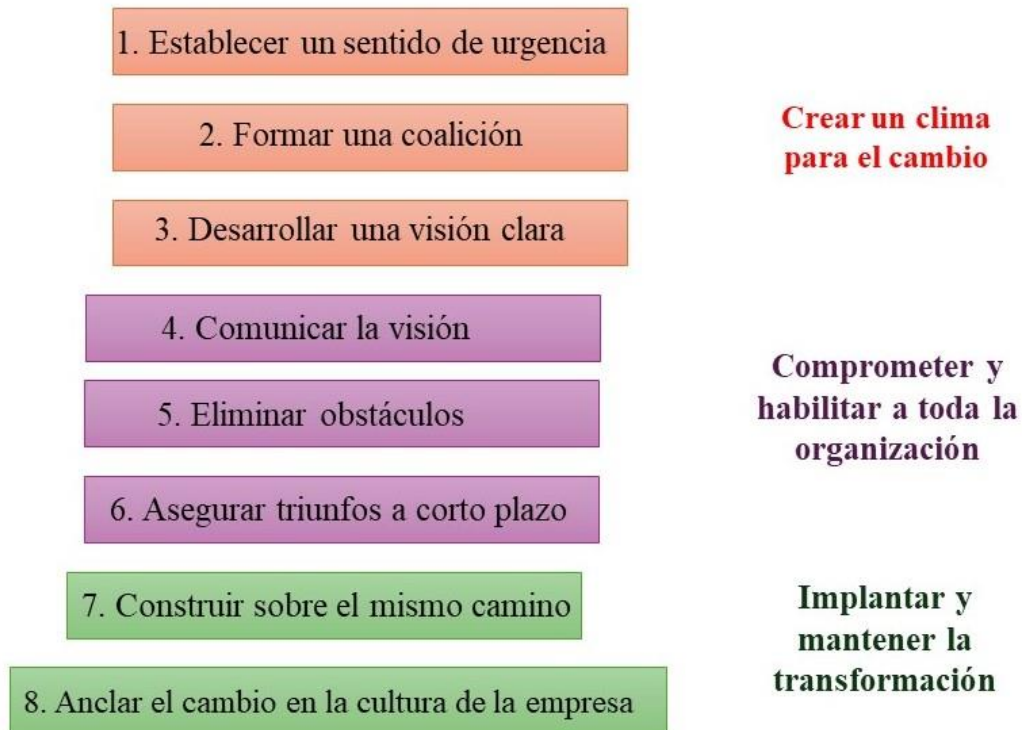 1. Establecer un sentido de urgencia
2. Formar una coalición
3. Desarrollar una visión clara
Crear un clima
para el cambio
4. Comunicar la visión
5. Eliminar obstáculos
6. Asegurar triunfos a corto plazo
Comprometer y
habilitar a toda la
organización
7. Construir sobre el mismo camino
8. Anclar el cambio en la cultura de la empresa
Implantar y
mantener la
transformación